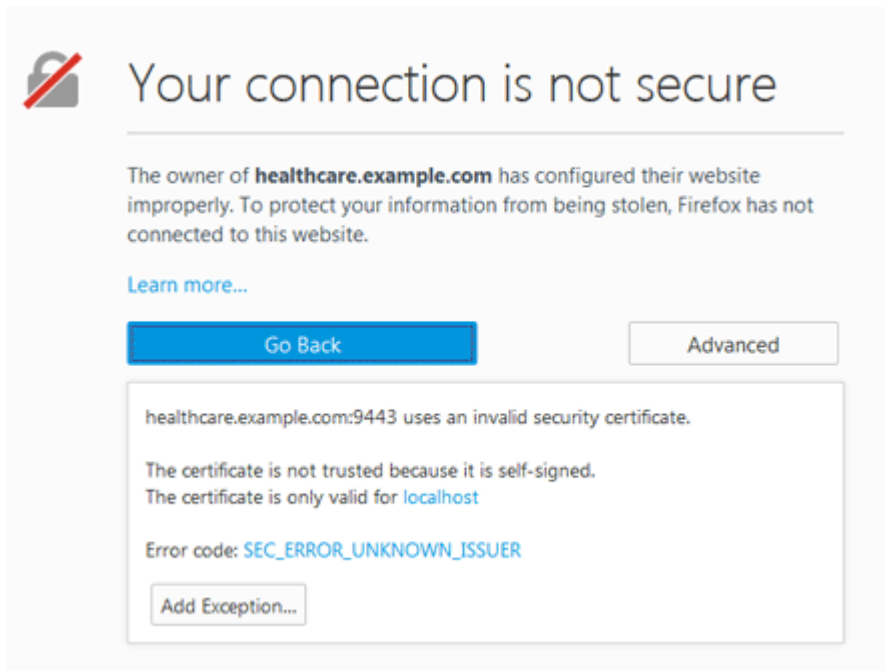 Your connection is not secure
The owner of healthcare.example.com has configured their website
improperly. To protect your information from being stolen, Firefox has not
connected to this website.
Learn more...
Go Back
Advanced
healthcare.example.com:9443 uses an invalid security certificate.
The certificate is not trusted because it is self-signed.
The certificate is only valid for localhost
Error code: SEC_ERROR_UNKNOWN_ISSUER
Add Exception...